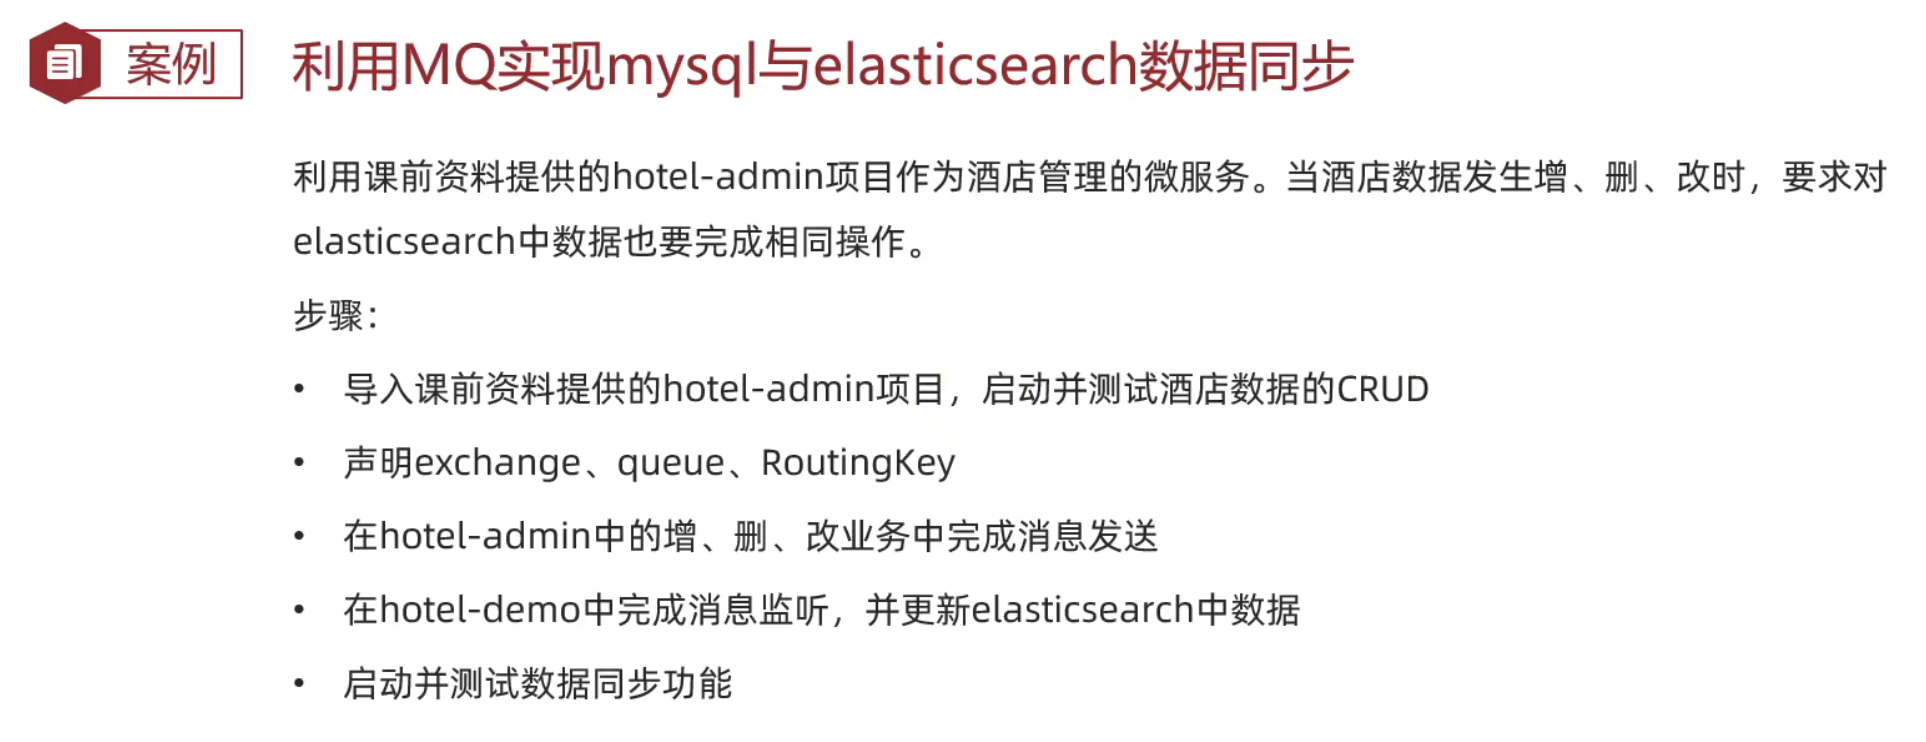 案例
利用MQ实现mysql与elasticsearch数据同步
利用课前资料提供的hotel-admin项目作为酒店管理的微服务。当酒店数据发生增、删、改时，要求对
elasticsearch中数据也要完成相同操作。
步骤：
• 导入课前资料提供的hotel-admin项目，启动并测试酒店数据的CRUD
• 声明exchange、queue、RoutingKey
• 在hotel-admin中的增、删、改业务中完成消息发送
• 在hotel-demo中完成消息监听，并更新elasticsearch中数据
• 启动并测试数据同步功能